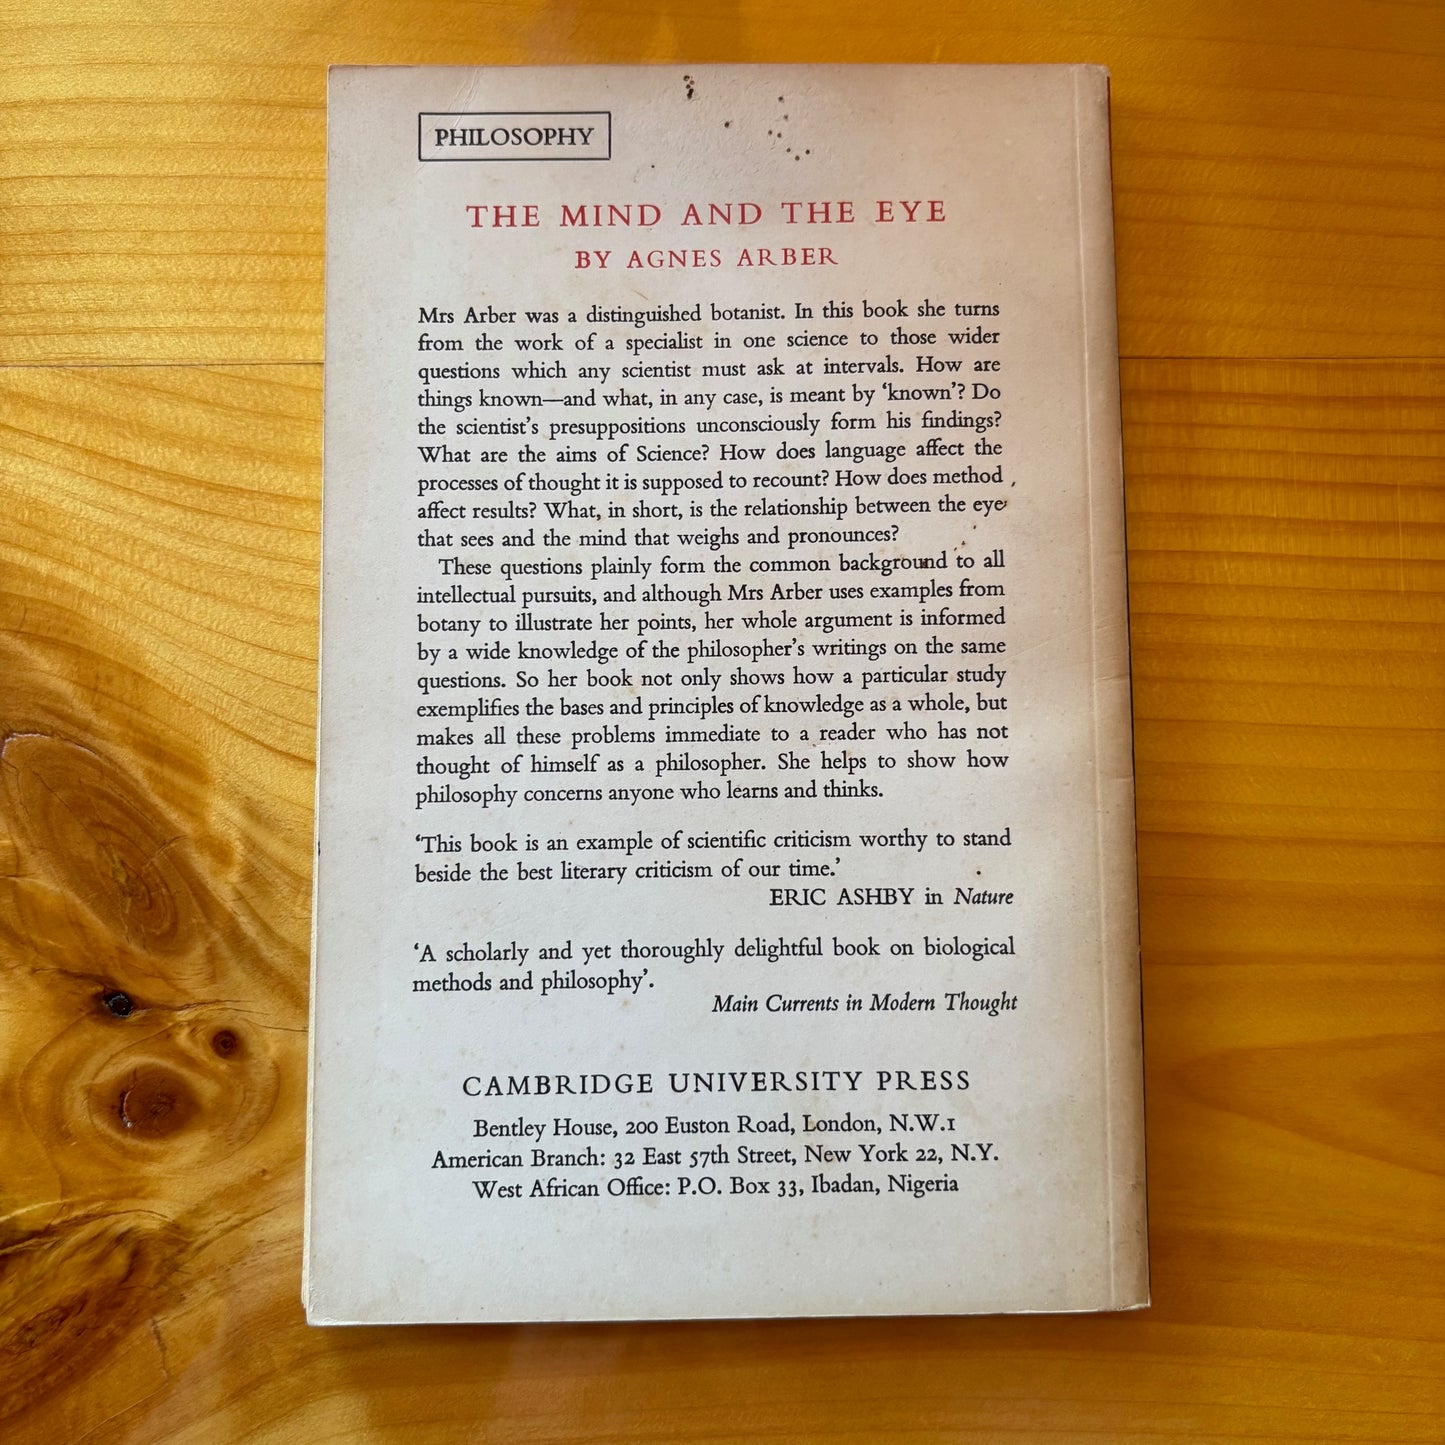 PHILOSOPHY
THE MIND AND THE EYE
BY AGNES ARBER
Mrs Arber was a distinguished botanist. In this book she turns
from the work of a specialist in one science to those wider
questions which any scientist must ask at intervals. How are
things known—and what, in any case, is meant by ‘known’? Do
the scientist’s presuppositions unconsciously form his findings?
What are the aims of Science? How does language affect the
processes of thought it is supposed to recount? How does method
affect results? What, in short, is the relationship between the eye
that sees and the mind that weighs and pronounces?
These questions plainly form the common background to all
intellectual pursuits, and although Mrs Arber uses examples from
botany to illustrate her points, her whole argument is informed
by a wide knowledge of the philosopher’s writings on the same
questions. So her book not only shows how a particular study
exemplifies the bases and principles of knowledge as a whole, but
makes all these problems immediate to a reader who has not
thought of himself as a philosopher. She helps to show how
philosophy concerns anyone who learns and thinks.
‘This book is an example of scientific criticism worthy to stand
beside the best literary criticism of our time.’
ERIC ASHBY in Nature
‘A scholarly and yet thoroughly delightful book on biological
methods and philosophy’.
Main Currents in Modern Thought
CAMBRIDGE UNIVERSITY PRESS
Bentley House, 200 Euston Road, London, N.W.1
American Branch: 32 East 57th Street, New York 22, N.Y.
West African Office: P.O. Box 33, Ibadan, Nigeria